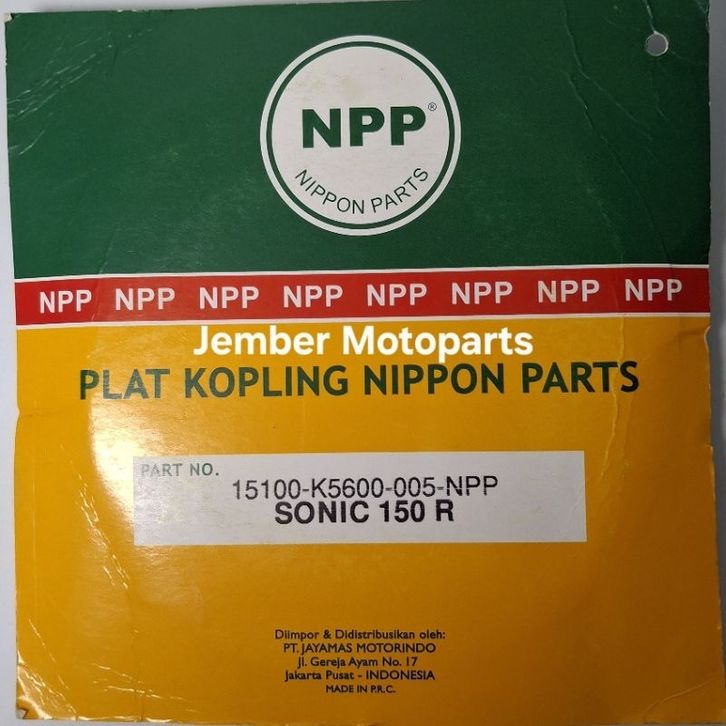 NPP®
NIPPON PARTS
NPP NPP NPP NPP NPP NPP NPP NPP
Jember Motoparts
PLAT KOPLING NIPPON PARTS
PART NO.
15100-K5600-005-NPP
SONIC 150 R
Diimpor & Didistribusikan oleh:
PT. JAYAMAS MOTORINDO
Jl. Gereja Ayam No. 17
Jakarta Pusat - INDONESIA
MADE IN P.R.C.